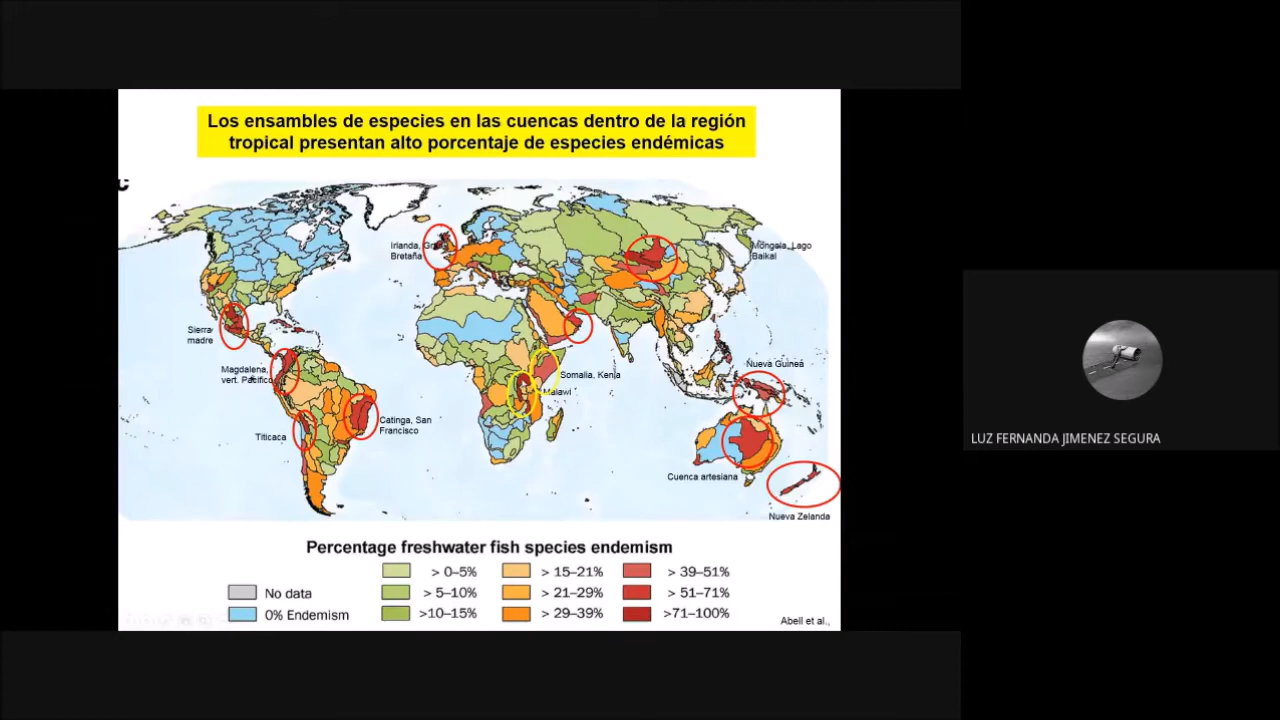 Los ensambles de especies en las cuencas dentro de la región
tropical presentan alto porcentaje de especies endémicas
Irlanda, Gran
Bretaña
Mongolia, Lago
Baikal
Sierra
madre
Magdalena,
vert. Pacífico
Nueva Guinea
Somalia, Kenia
Malawi
Catinga, San
Francisco
Titicaca
Cuenca artesiana
LUZ FERNANDA JIMENEZ SEGURA
Nueva Zelanda
Percentage freshwater fish species endemism
No data
0% Endemism
> 0–5%
> 5–10%
>10–15%
> 15–21%
> 21–29%
> 29–39%
> 39–51%
> 51–71%
>71–100%
Abell et al.,